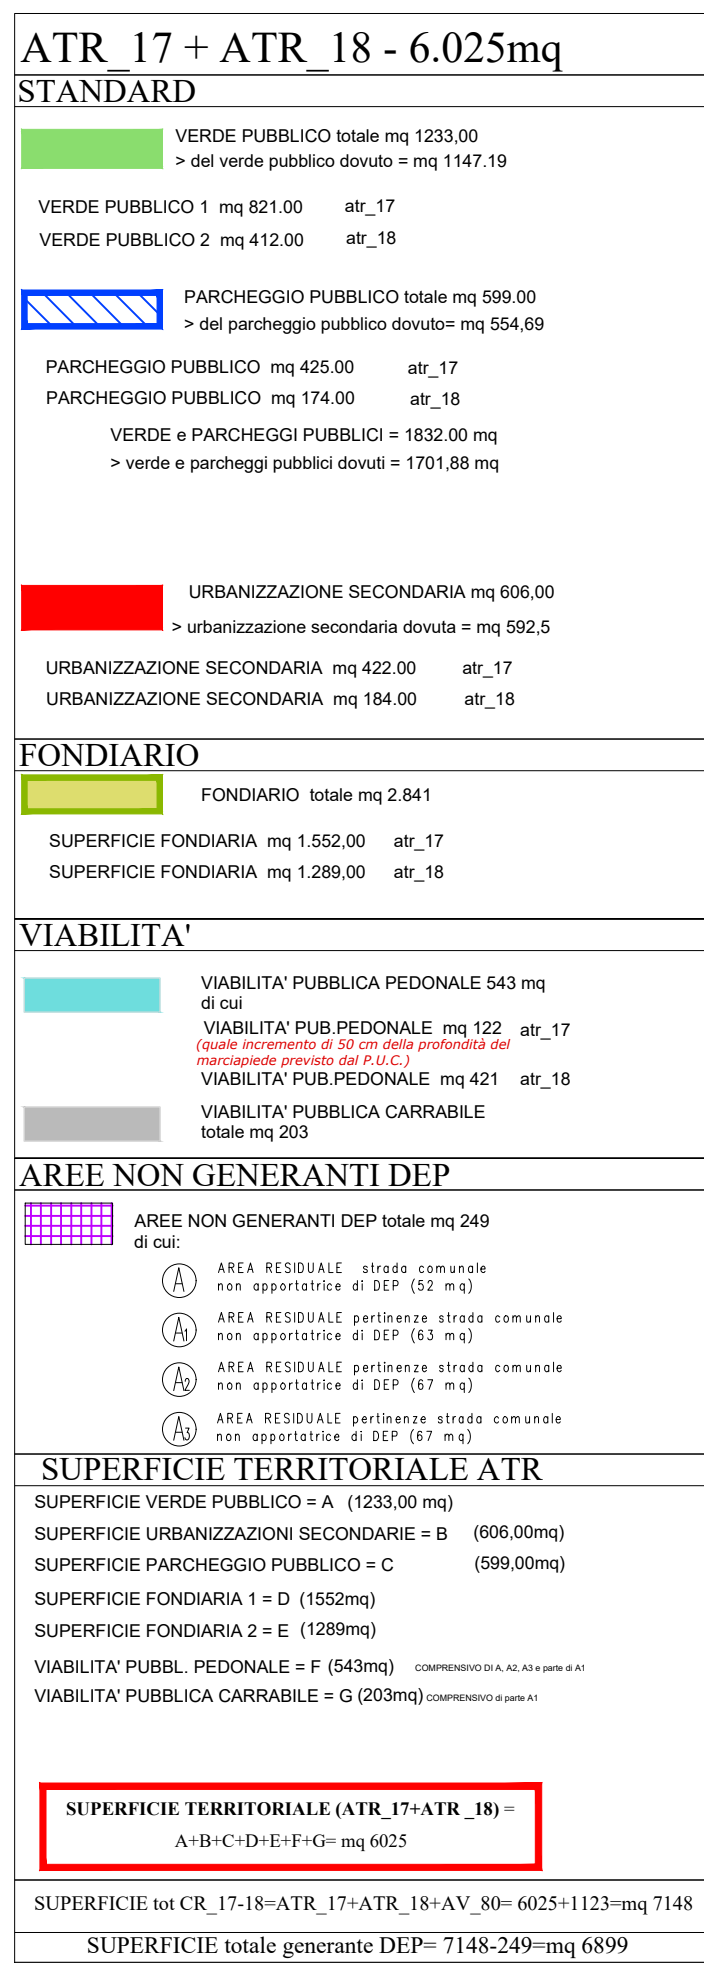 ATR_17 + ATR_18 - 6.025mq
STANDARD
VERDE PUBBLICO totale mq 1233,00
> del verde pubblico dovuto = mq 1147.19
VERDE PUBBLICO 1 mq 821.00 atr_17
VERDE PUBBLICO 2 mq 412.00 atr_18
PARCHEGGIO PUBBLICO totale mq 599.00
> del parcheggio pubblico dovuto= mq 554,69
PARCHEGGIO PUBBLICO mq 425.00 atr_17
PARCHEGGIO PUBBLICO mq 174.00 atr_18
VERDE e PARCHEGGI PUBBLICI = 1832.00 mq
> verde e parcheggi pubblici dovuti = 1701,88 mq
URBANIZZAZIONE SECONDARIA mq 606,00
> urbanizzazione secondaria dovuta = mq 592,5
URBANIZZAZIONE SECONDARIA mq 422.00 atr_17
URBANIZZAZIONE SECONDARIA mq 184.00 atr_18
FONDIARIO
FONDIARIO totale mq 2.841
SUPERFICIE FONDIARIA mq 1.552,00 atr_17
SUPERFICIE FONDIARIA mq 1.289,00 atr_18
VIABILITA'
VIABILITA' PUBBLICA PEDONALE 543 mq
di cui
VIABILITA' PUB.PEDONALE mq 122 atr_17
(quale incremento di 50 cm della profondità del
marciapiede previsto dal P.U.C.)
VIABILITA' PUB.PEDONALE mq 421 atr_18
VIABILITA' PUBBLICA CARRABILE
totale mq 203
AREE NON GENERANTI DEP
AREE NON GENERANTI DEP totale mq 249
di cui:
A AREA RESIDUALE strada comunale
non apportatrice di DEP (52 mq)
A1 AREA RESIDUALE pertinenze strada comunale
non apportatrice di DEP (63 mq)
A2 AREA RESIDUALE pertinenze strada comunale
non apportatrice di DEP (67 mq)
A3 AREA RESIDUALE pertinenze strada comunale
non apportatrice di DEP (67 mq)
SUPERFICIE TERRITORIALE ATR
SUPERFICIE VERDE PUBBLICO = A (1233,00 mq)
SUPERFICIE URBANIZZAZIONI SECONDARIE = B (606,00mq)
SUPERFICIE PARCHEGGIO PUBBLICO = C (599,00mq)
SUPERFICIE FONDIARIA 1 = D (1552mq)
SUPERFICIE FONDIARIA 2 = E (1289mq)
VIABILITA' PUBBL. PEDONALE = F (543mq) COMPRENSIVO DI A, A2, A3 e parte di A1
VIABILITA' PUBBLICA CARRABILE = G (203mq) COMPRENSIVO di parte A1
SUPERFICIE TERRITORIALE (ATR_17+ATR _18) =
A+B+C+D+E+F+G= mq 6025
SUPERFICIE tot CR_17-18=ATR_17+ATR_18+AV_80= 6025+1123=mq 7148
SUPERFICIE totale generante DEP= 7148-249=mq 6899